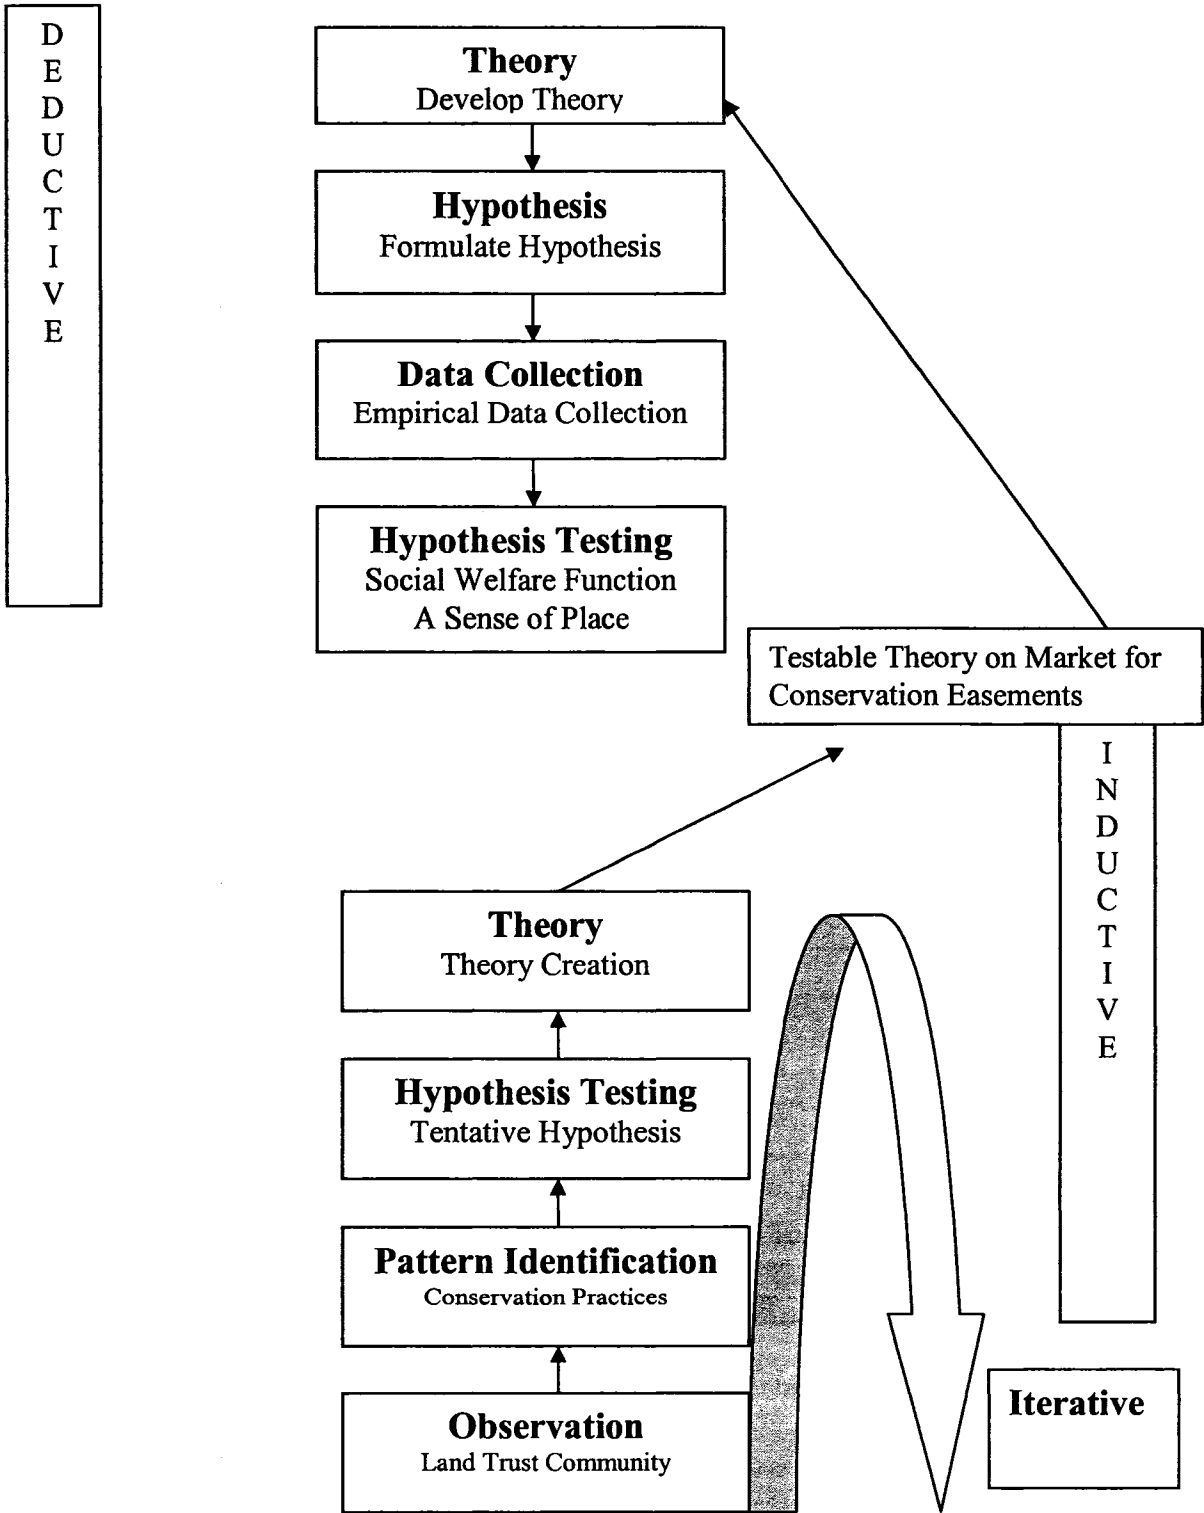 DEDUCTIVE
Theory
Develop Theory
Hypothesis
Formulate Hypothesis
Data Collection
Empirical Data Collection
Hypothesis Testing
Social Welfare Function
A Sense of Place
Testable Theory on Market for
Conservation Easements
INDUCTIVE
Theory
Theory Creation
Hypothesis Testing
Tentative Hypothesis
Pattern Identification
Conservation Practices
Observation
Land Trust Community
Iterative